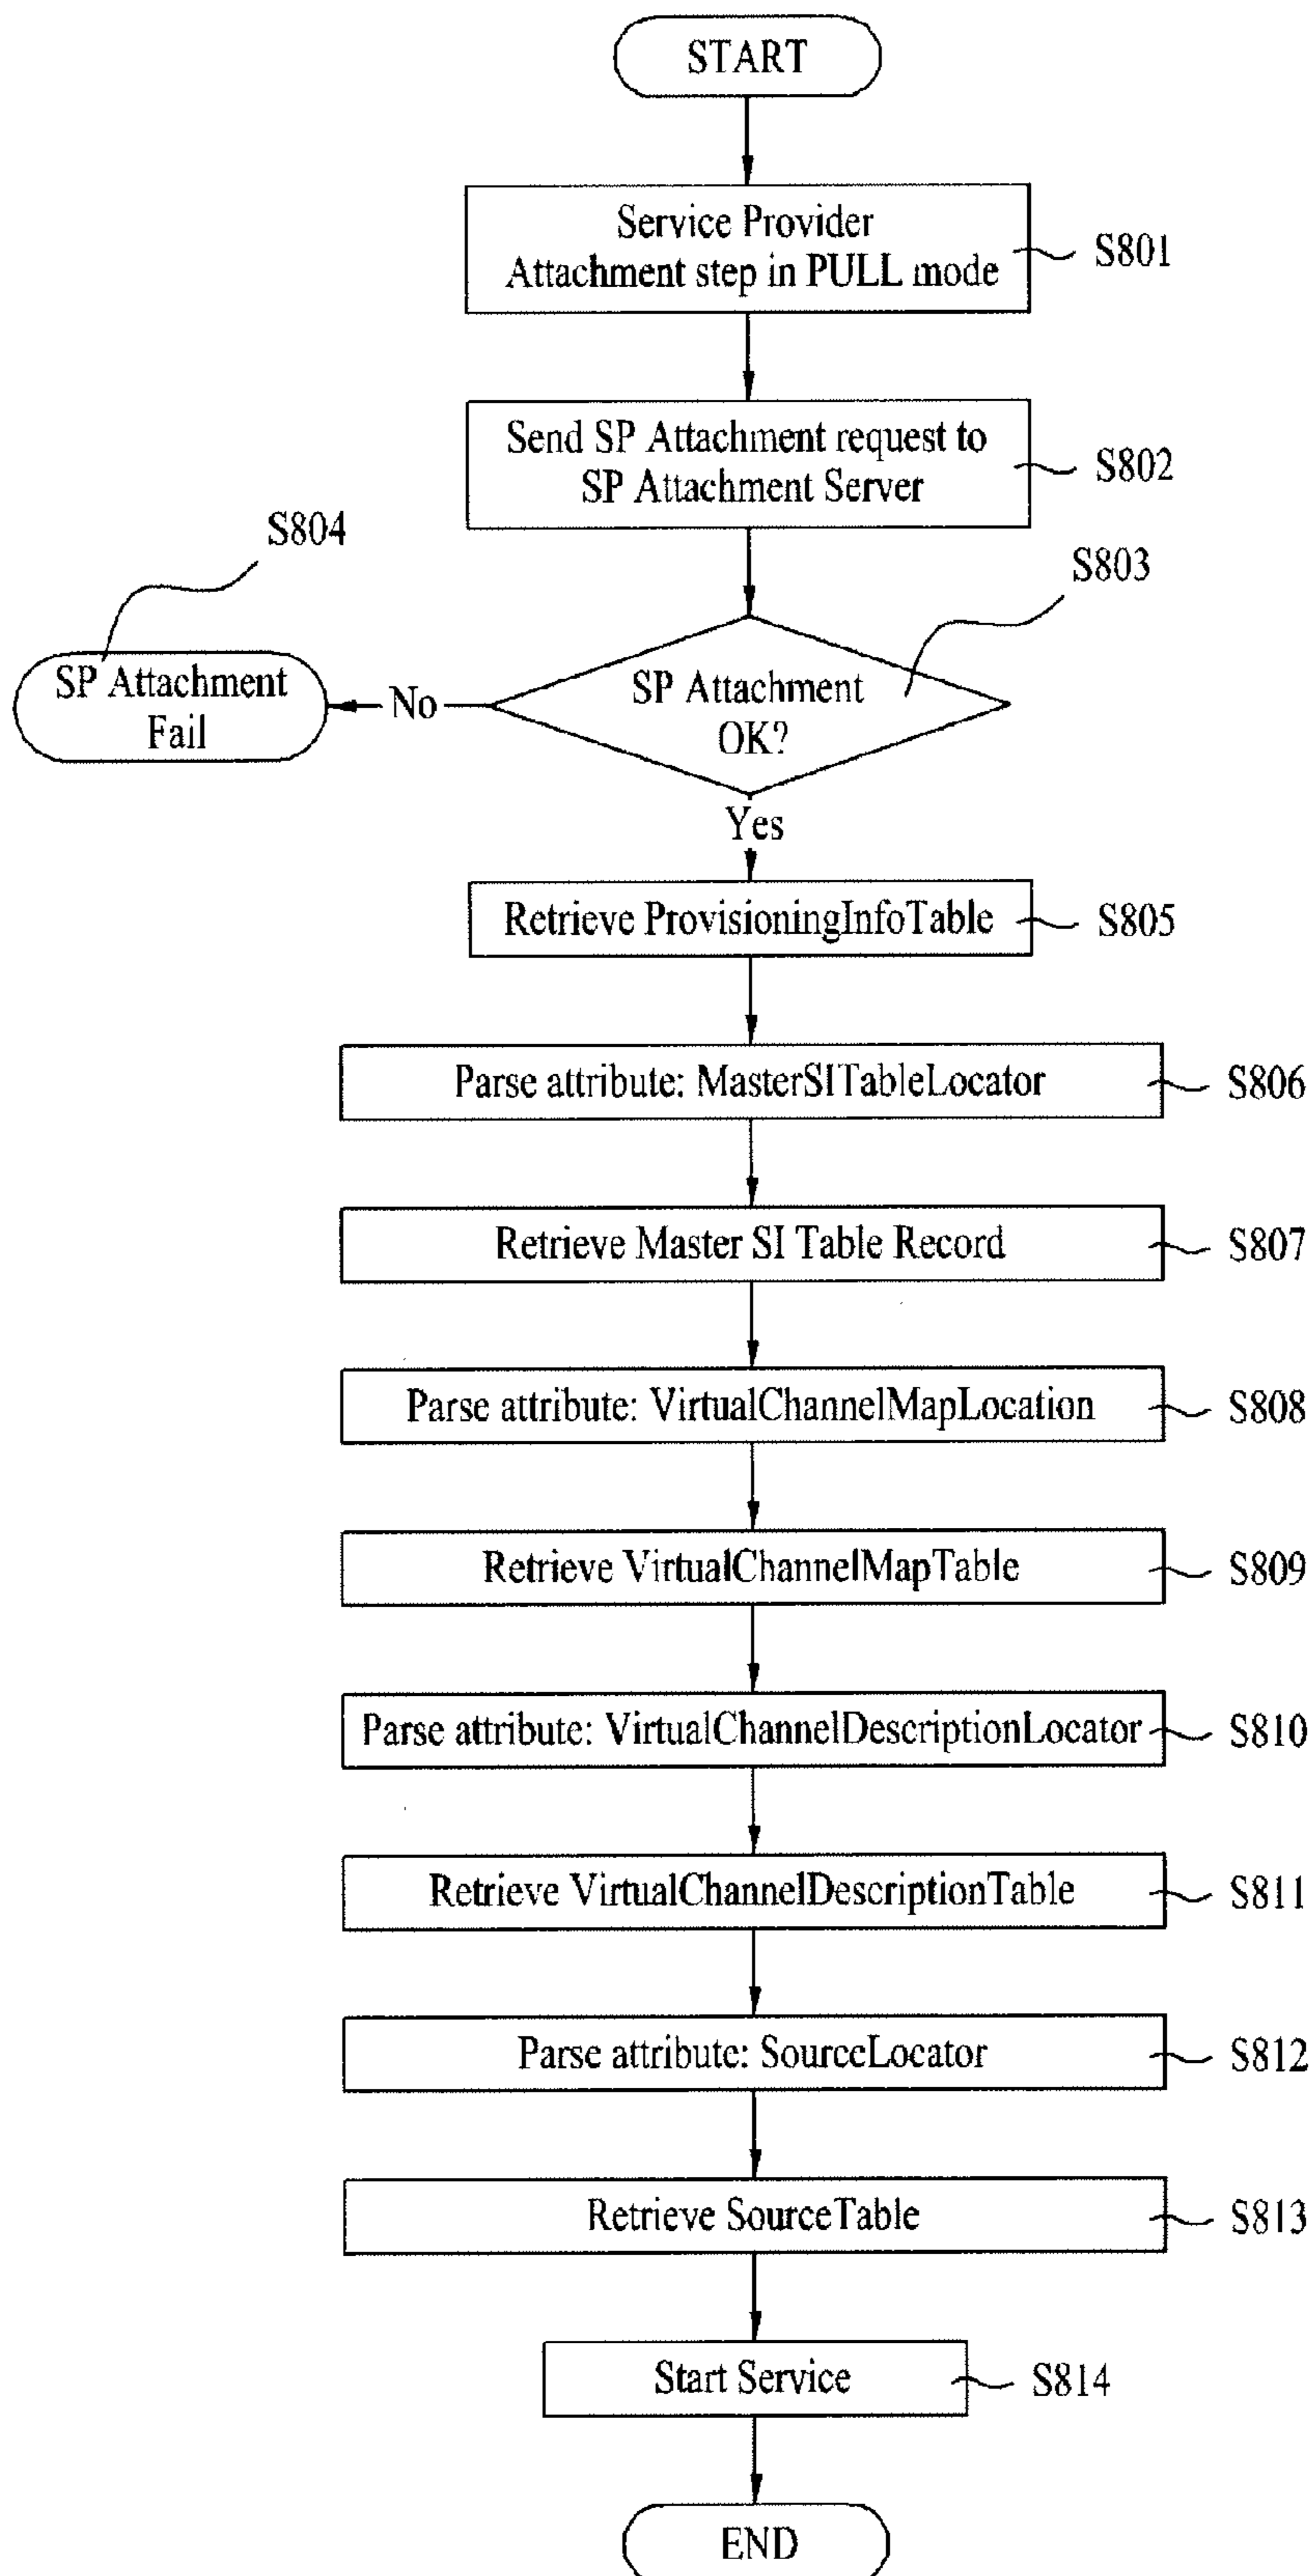 START
Service Provider
Attachment step in PULL mode
S801
Send SP Attachment request to
SP Attachment Server
S802
S804
S803
SP Attachment
Fail
No
SP Attachment
OK?
Yes
Retrieve ProvisioningInfoTable
S805
Parse attribute: MasterSITableLocator
S806
Retrieve Master SI Table Record
S807
Parse attribute: VirtualChannelMapLocation
S808
Retrieve VirtualChannelMapTable
S809
Parse attribute: VirtualChannelDescriptionLocator
S810
Retrieve VirtualChannelDescriptionTable
S811
Parse attribute: SourceLocator
S812
Retrieve SourceTable
S813
Start Service
S814
END